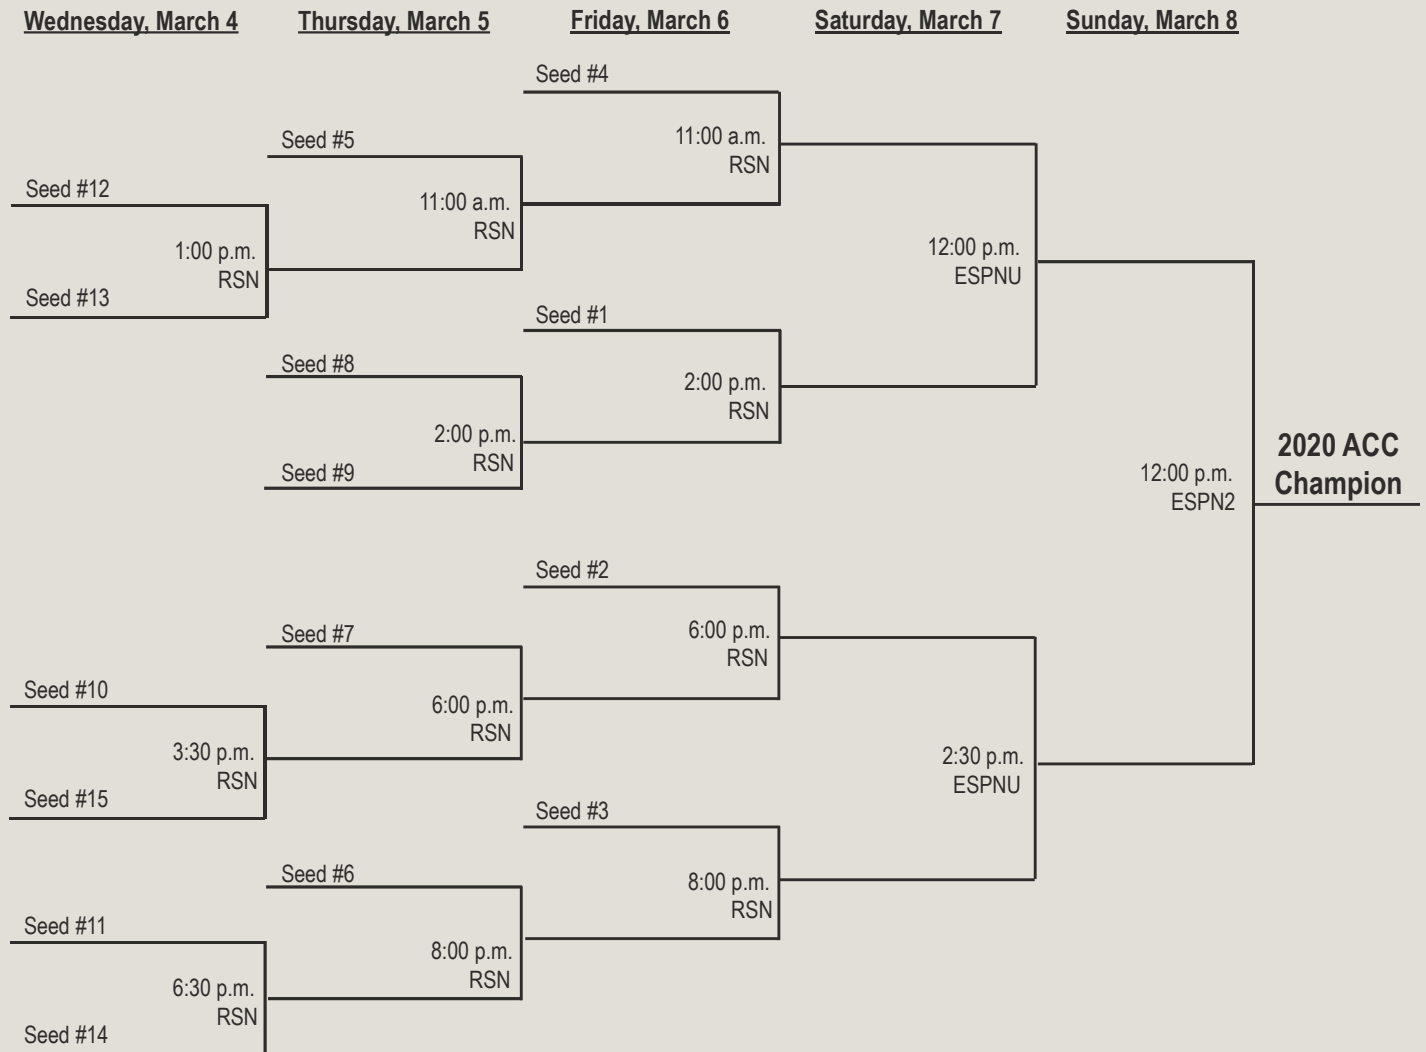 Wednesday, March 4
Thursday, March 5
Friday, March 6
Saturday, March 7
Sunday, March 8
Seed #12
1:00 p.m.
RSN
Seed #13
Seed #10
3:30 p.m.
RSN
Seed #15
Seed #11
6:30 p.m.
RSN
Seed #14
Seed #5
11:00 a.m.
RSN
Seed #8
2:00 p.m.
RSN
Seed #9
Seed #7
6:00 p.m.
RSN
Seed #6
8:00 p.m.
RSN
Seed #4
11:00 a.m.
RSN
Seed #1
2:00 p.m.
RSN
Seed #2
6:00 p.m.
RSN
Seed #3
8:00 p.m.
RSN
12:00 p.m.
ESPNU
2:30 p.m.
ESPNU
12:00 p.m.
ESPN2
2020 ACC
Champion